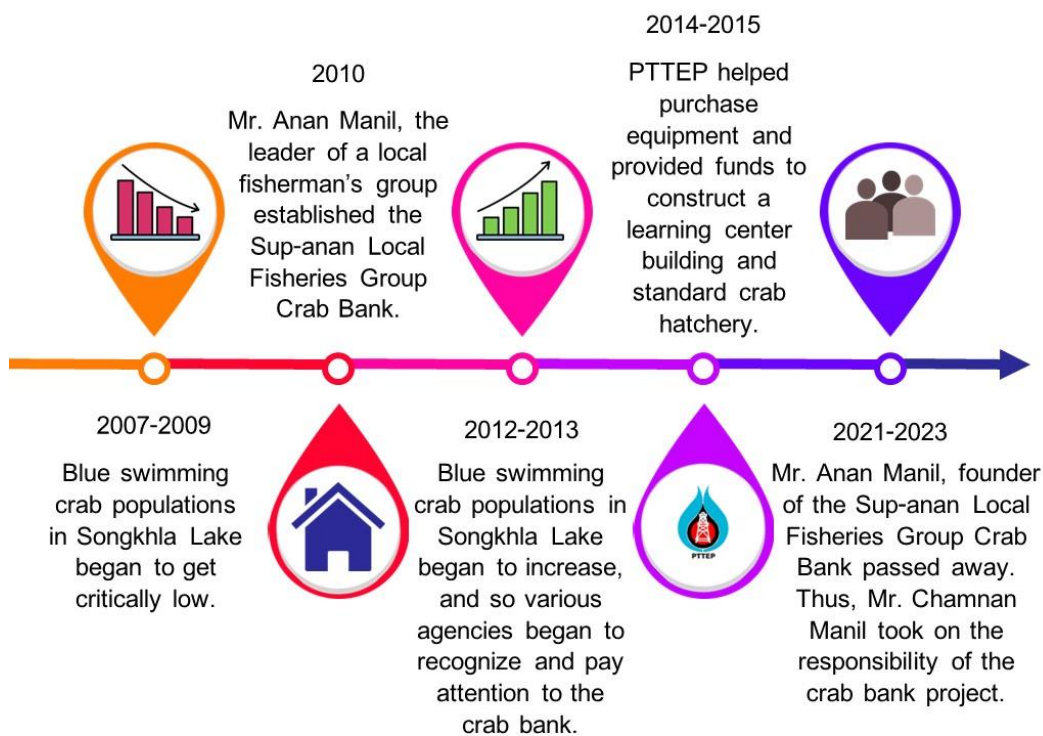 2007-2009
Blue swimming
crab populations
in Songkhla Lake
began to get
critically low.
2010
Mr. Anan Manil, the
leader of a local
fisherman's group
established the
Sup-anan Local
Fisheries Group
Crab Bank.
2012-2013
Blue swimming
crab populations in
Songkhla Lake
began to increase,
and so various
agencies began to
recognize and pay
attention to the
crab bank.
2014-2015
PTTEP helped
purchase
equipment and
provided funds to
construct a
learning center
building and
standard crab
hatchery.
PTTEP
2021-2023
Mr. Anan Manil, founder
of the Sup-anan Local
Fisheries Group Crab
Bank passed away.
Thus, Mr. Chamnan
Manil took on the
responsibility of the
crab bank project.